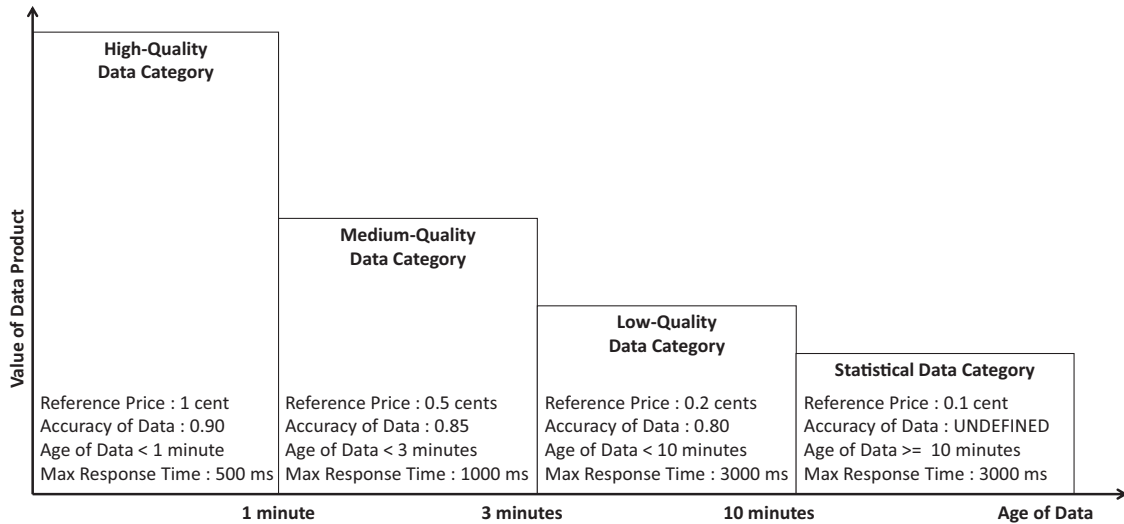 Value of Data Product
High-Quality
Data Category
Reference Price : 1 cent
Accuracy of Data : 0.90
Age of Data < 1 minute
Max Response Time : 500 ms
Medium-Quality
Data Category
Reference Price : 0.5 cents
Accuracy of Data : 0.85
Age of Data < 3 minutes
Max Response Time : 1000 ms
Low-Quality
Data Category
Reference Price : 0.2 cents
Accuracy of Data : 0.80
Age of Data < 10 minutes
Max Response Time : 3000 ms
Statistical Data Category
Reference Price : 0.1 cent
Accuracy of Data : UNDEFINED
Age of Data >= 10 minutes
Max Response Time : 3000 ms
1 minute
3 minutes
10 minutes
Age of Data